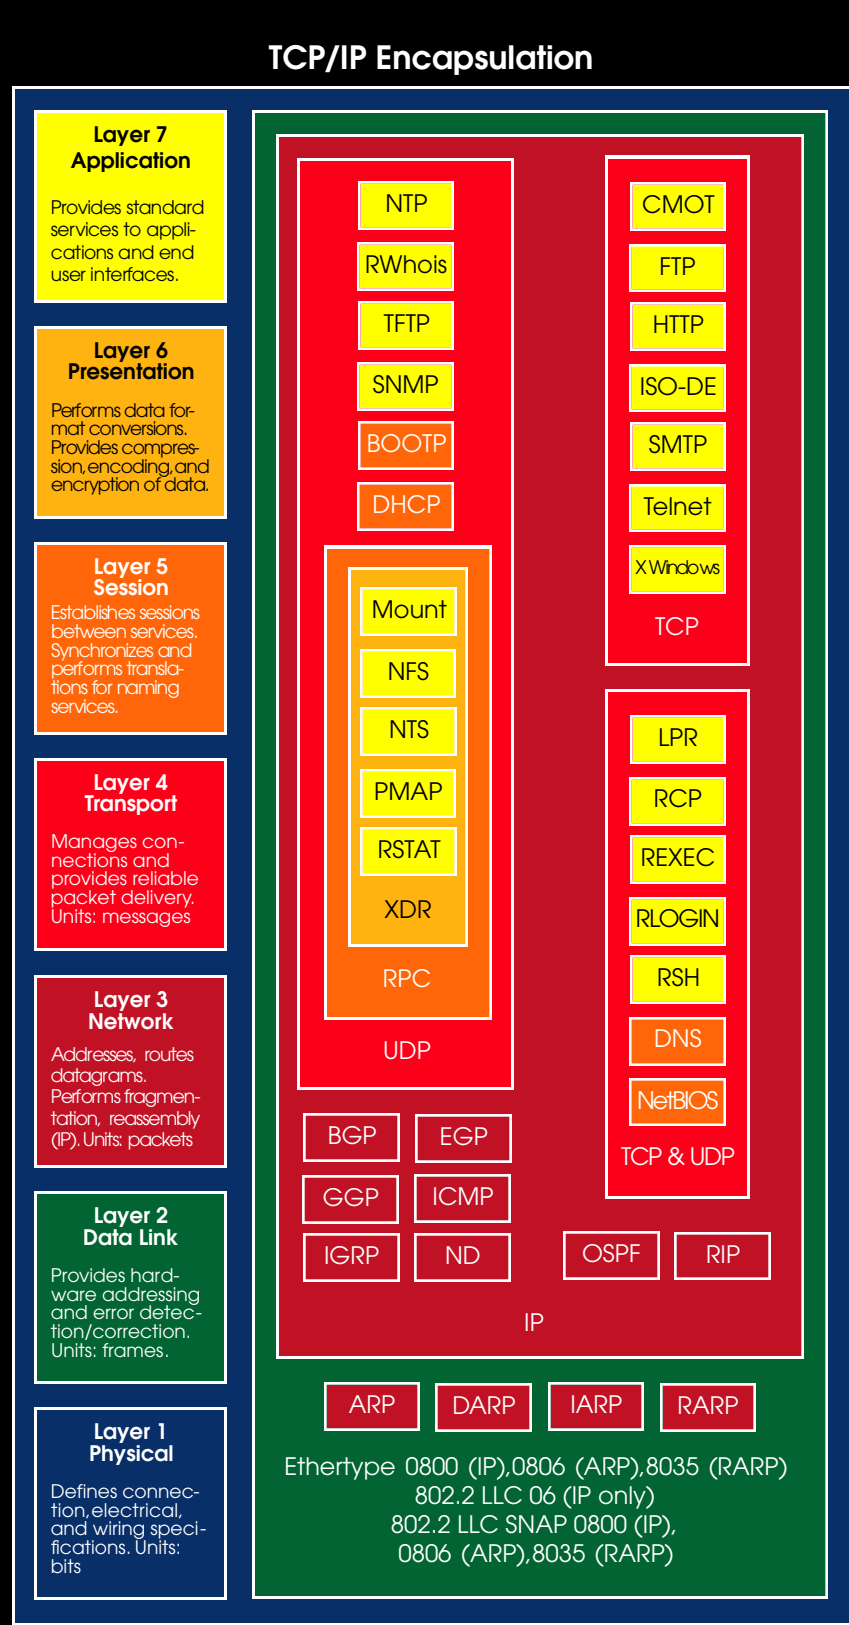 TCP/IP Encapsulation
Layer 7
Application
Provides standard
services to appli-
cations and end
user interfaces.
Layer 6
Presentation
Performs data for-
mat conversions.
Provides compres-
sion, encoding, and
encryption of data.
Layer 5
Session
Establishes sessions
between services.
Synchronizes and
performs transla-
tions for naming
services.
Layer 4
Transport
Manages con-
nections and
provides reliable
packet delivery.
Units: messages
Layer 3
Network
Addresses, routes
datagrams.
Performs fragmen-
tation, reassembly
(IP). Units: packets
Layer 2
Data Link
Provides hard-
ware addressing
and error detec-
tion/correction.
Units: frames.
Layer 1
Physical
Defines connec-
tion, electrical,
and wiring speci-
fications. Units:
bits
NTP
RWhois
TFTP
SNMP
BOOTP
DHCP
Mount
NFS
NTS
PMAP
RSTAT
XDR
RPC
UDP
CMOT
FTP
HTTP
ISO-DE
SMTP
Telnet
X Windows
TCP
LPR
RCP
REXEC
RLOGIN
RSH
DNS
NetBIOS
TCP & UDP
BGP
EGP
GGP
ICMP
IGRP
ND
OSPF
RIP
IP
ARP
DARP
IARP
RARP
Ethertype 0800 (IP),0806 (ARP),8035 (RARP)
802.2 LLC 06 (IP only)
802.2 LLC SNAP 0800 (IP),
0806 (ARP),8035 (RARP)